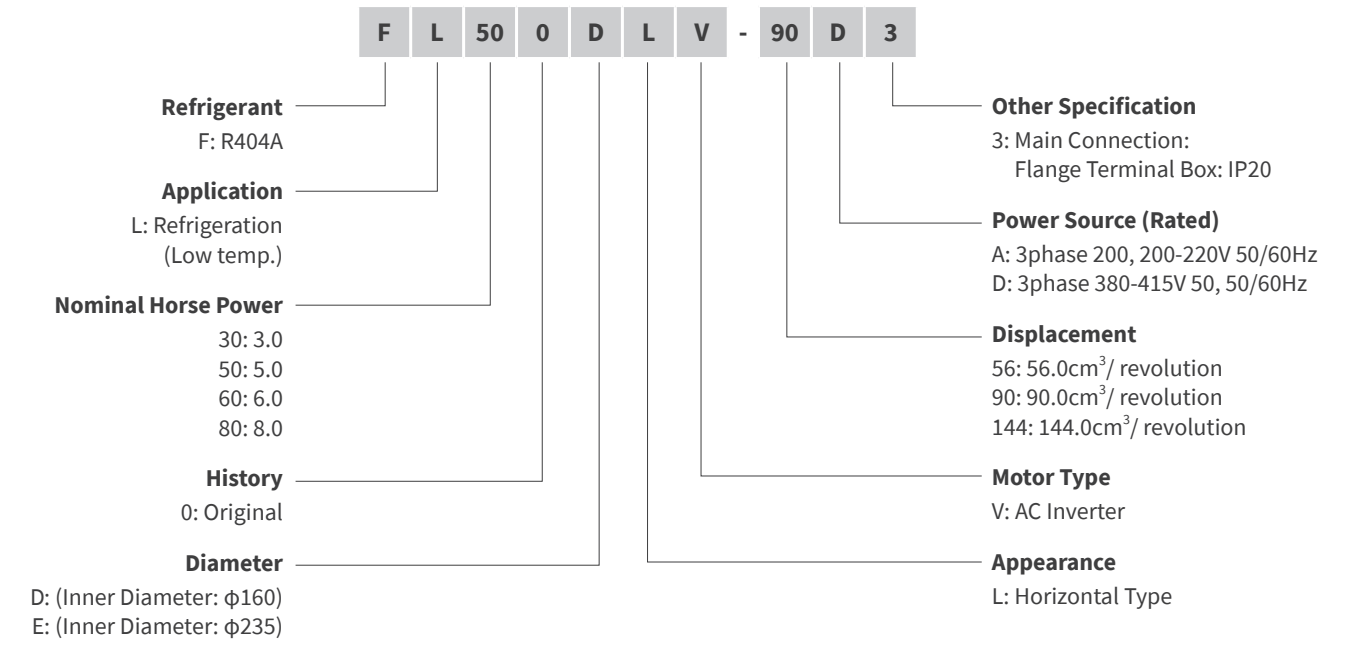 F L 50 0 D L V - 90 D 3
Refrigerant
F: R404A
Application
L: Refrigeration
(Low temp.)
Nominal Horse Power
30: 3.0
50: 5.0
60: 6.0
80: 8.0
History
0: Original
Diameter
D: (Inner Diameter: φ160)
E: (Inner Diameter: φ235)
Other Specification
3: Main Connection:
Flange Terminal Box: IP20
Power Source (Rated)
A: 3phase 200, 200-220V 50/60Hz
D: 3phase 380-415V 50, 50/60Hz
Displacement
56: 56.0cm³/ revolution
90: 90.0cm³/ revolution
144: 144.0cm³/ revolution
Motor Type
V: AC Inverter
Appearance
L: Horizontal Type